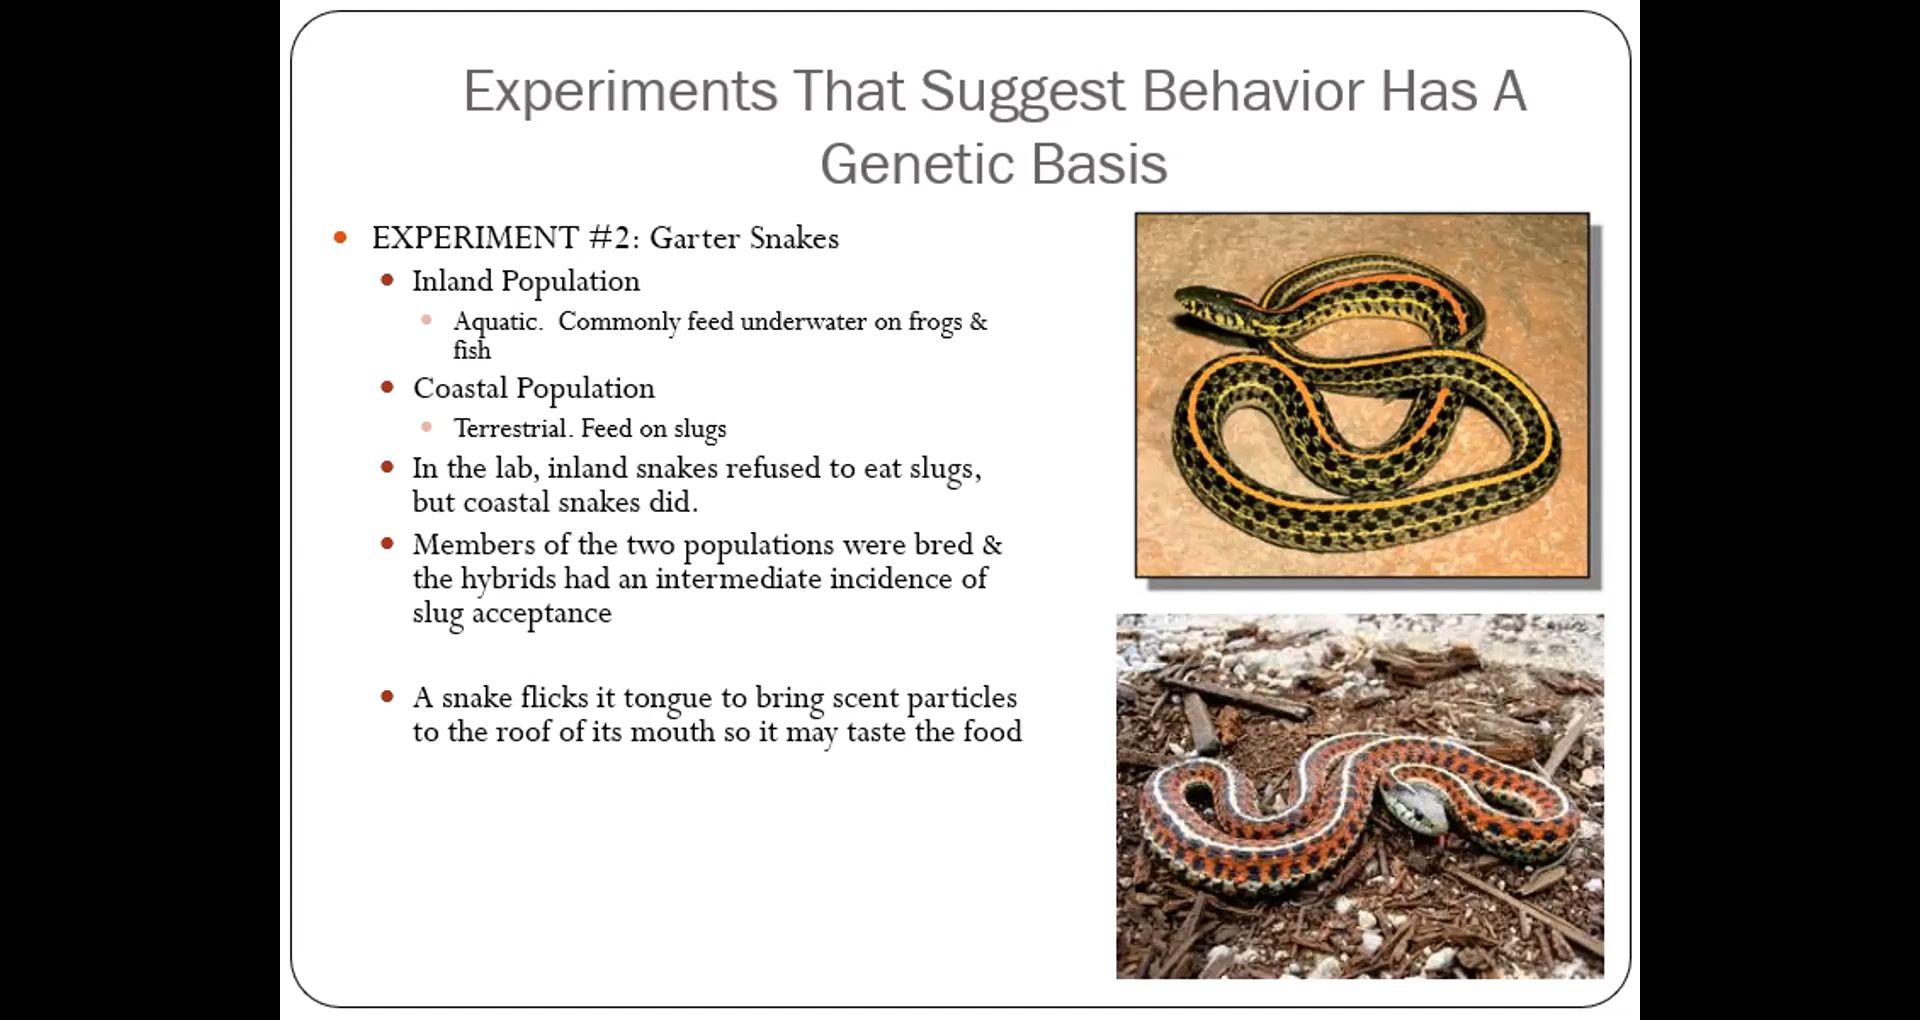 Experiments That Suggest Behavior Has A
Genetic Basis
EXPERIMENT #2: Garter Snakes
Inland Population
Aquatic.  Commonly feed underwater on frogs &
fish
Coastal Population
Terrestrial. Feed on slugs
In the lab, inland snakes refused to eat slugs,
but coastal snakes did.
Members of the two populations were bred &
the hybrids had an intermediate incidence of
slug acceptance
A snake flicks it tongue to bring scent particles
to the roof of its mouth so it may taste the food